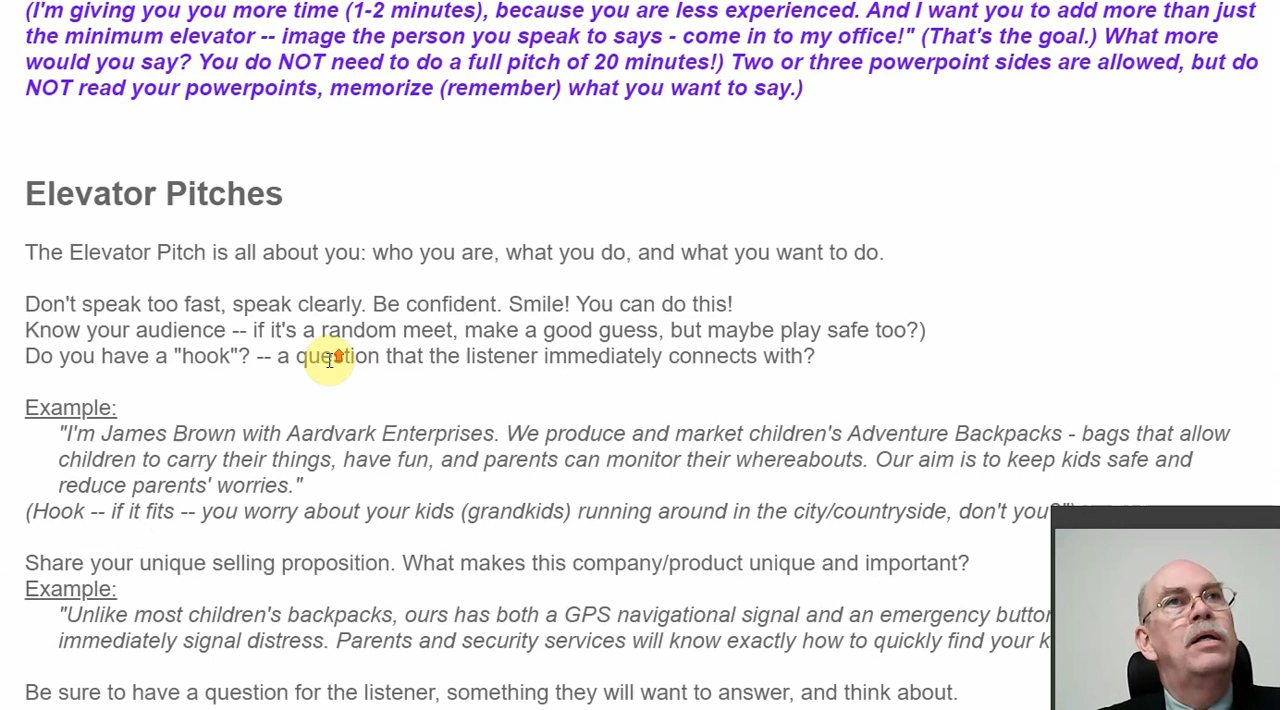 (I'm giving you you more time (1-2 minutes), because you are less experienced. And I want you to add more than just
the minimum elevator -- image the person you speak to says - come in to my office!" (That's the goal.) What more
would you say? You do NOT need to do a full pitch of 20 minutes!) Two or three powerpoint sides are allowed, but do
NOT read your powerpoints, memorize (remember) what you want to say.)
Elevator Pitches
The Elevator Pitch is all about you: who you are, what you do, and what you want to do.
Don't speak too fast, speak clearly. Be confident. Smile! You can do this!
Know your audience -- if it's a random meet, make a good guess, but maybe play safe too?)
Do you have a "hook"? -- a question that the listener immediately connects with?
Example:
"I'm James Brown with Aardvark Enterprises. We produce and market children's Adventure Backpacks - bags that allow
children to carry their things, have fun, and parents can monitor their whereabouts. Our aim is to keep kids safe and
reduce parents' worries."
(Hook -- if it fits -- you worry about your kids (grandkids) running around in the city/countryside, don't you?")
Share your unique selling proposition. What makes this company/product unique and important?
Example:
"Unlike most children's backpacks, ours has both a GPS navigational signal and an emergency button
immediately signal distress. Parents and security services will know exactly how to quickly find your
Be sure to have a question for the listener, something they will want to answer, and think about.